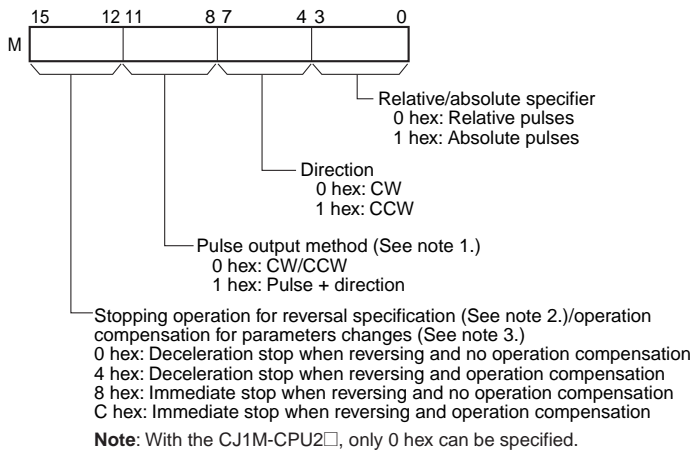 15 12 11 8 7 4 3 0
M
Relative/absolute specifier
0 hex: Relative pulses
1 hex: Absolute pulses
Direction
0 hex: CW
1 hex: CCW
Pulse output method (See note 1.)
0 hex: CW/CCW
1 hex: Pulse + direction
Stopping operation for reversal specification (See note 2.)/operation
compensation for parameters changes (See note 3.)
0 hex: Deceleration stop when reversing and no operation compensation
4 hex: Deceleration stop when reversing and operation compensation
8 hex: Immediate stop when reversing and no operation compensation
C hex: Immediate stop when reversing and operation compensation
Note: With the CJ1M-CPU2□, only 0 hex can be specified.